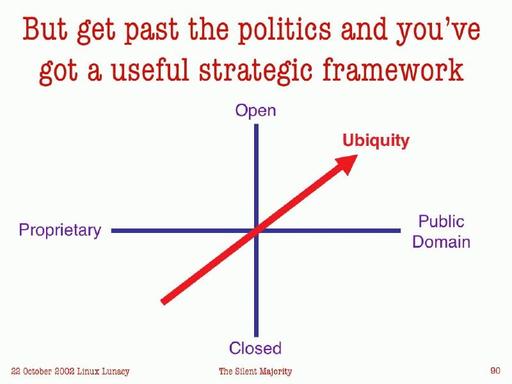 But get past the politics and you've
got a useful strategic framework
Open
Ubiquity
Proprietary
Public
Domain
Closed
22 October 2002 Linux Lunacy
The Silent Majority
90